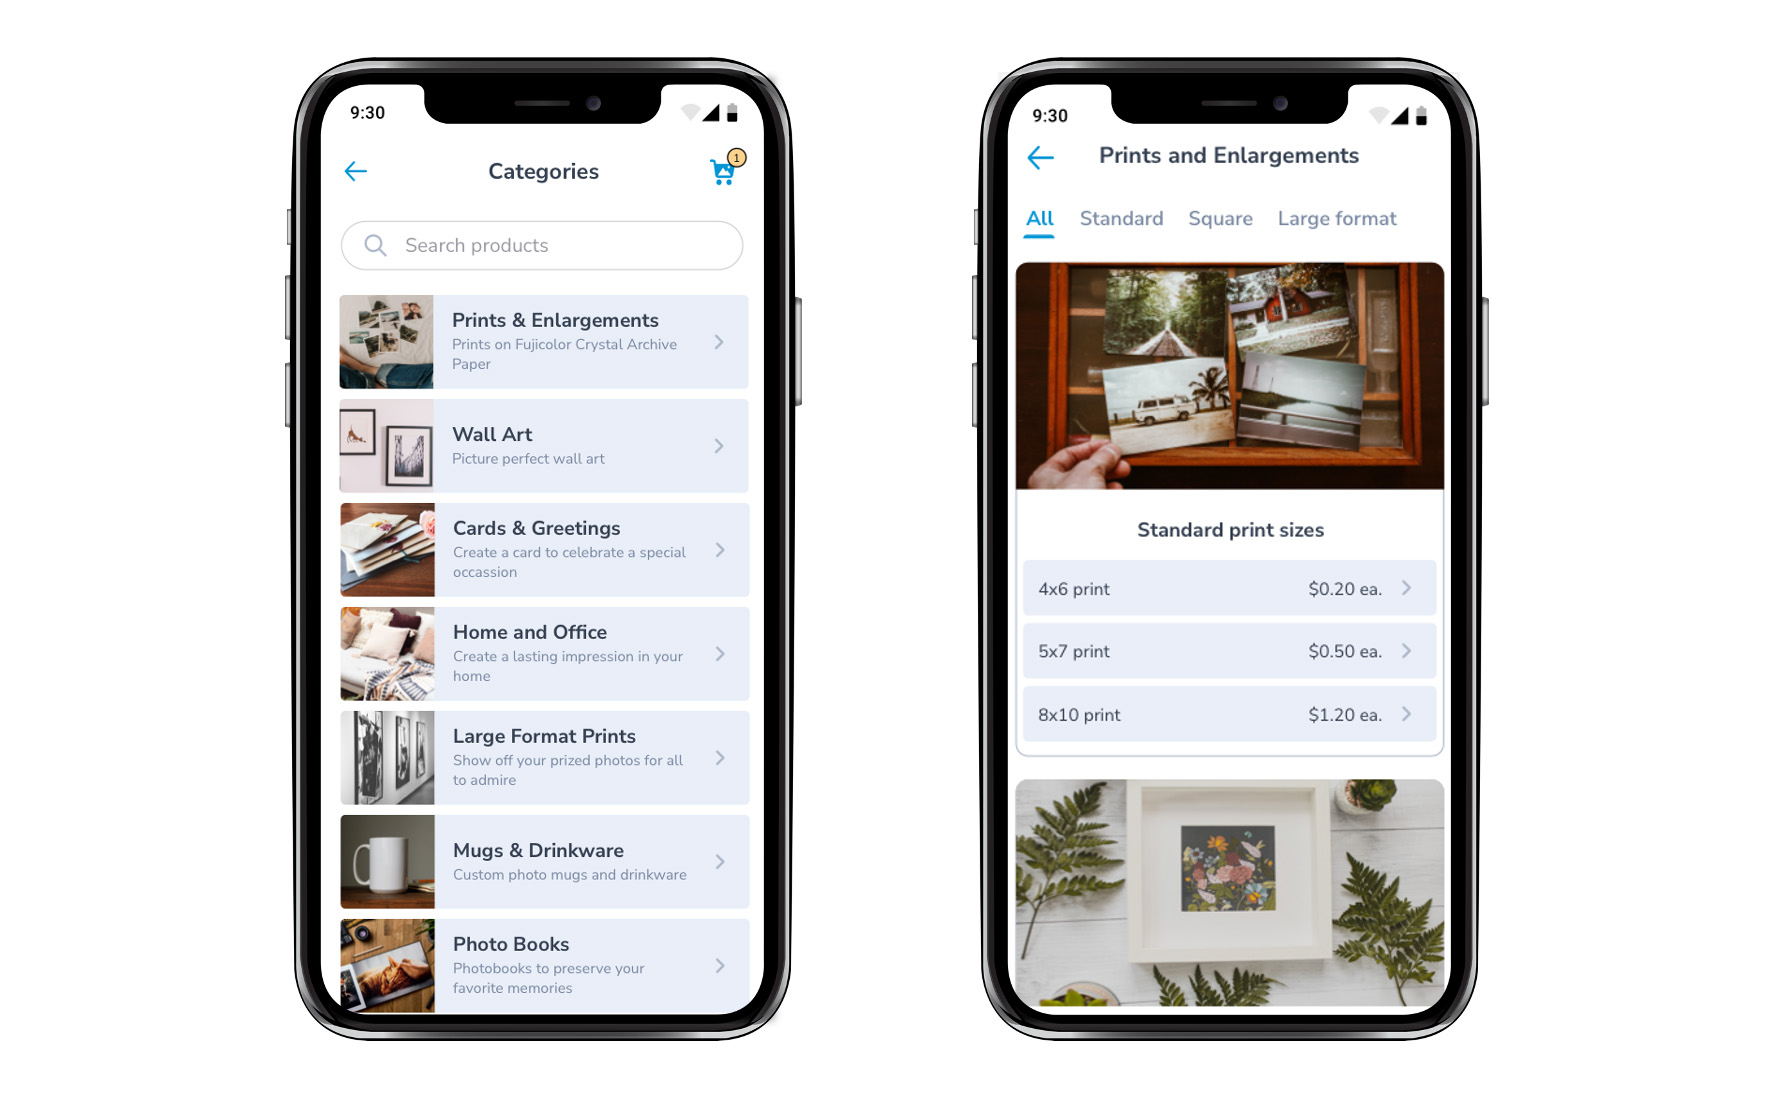 9:30
Categories
1
Search products
Prints & Enlargements
Prints on Fujicolor Crystal Archive
Paper
Wall Art
Picture perfect wall art
Cards & Greetings
Create a card to celebrate a special
occassion
Home and Office
Create a lasting impression in your
home
Large Format Prints
Show off your prized photos for all
to admire
Mugs & Drinkware
Custom photo mugs and drinkware
Photo Books
Photobooks to preserve your
favorite memories
9:30
Prints and Enlargements
All Standard Square Large format
Standard print sizes
4x6 print $0.20 ea.
5x7 print $0.50 ea.
8x10 print $1.20 ea.